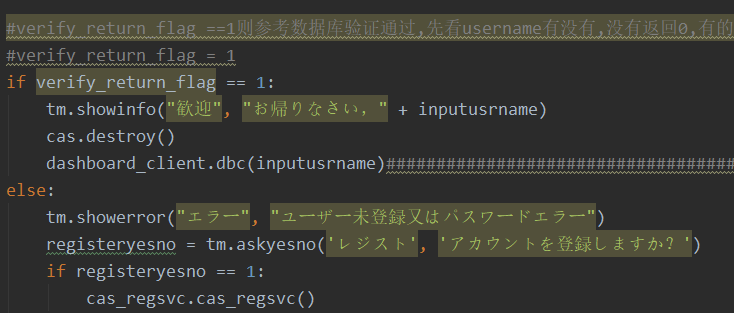 #verify_return_flag ==1则参考数据库验证通过,先看username有没有,没有返回0,有的
#verify_return_flag = 1
if verify_return_flag == 1:
    tm.showinfo("歓迎", "お帰りなさい，" + inputusrname)
    cas.destroy()
    dashboard_client.dbc(inputusrname)###################################
else:
    tm.showerror("エラー", "ユーザー未登録又はパスワードエラー")
    registeryesno = tm.askyesno('レジスト', 'アカウントを登録しますか？')
    if registeryesno == 1:
        cas_regsvc.cas_regsvc()